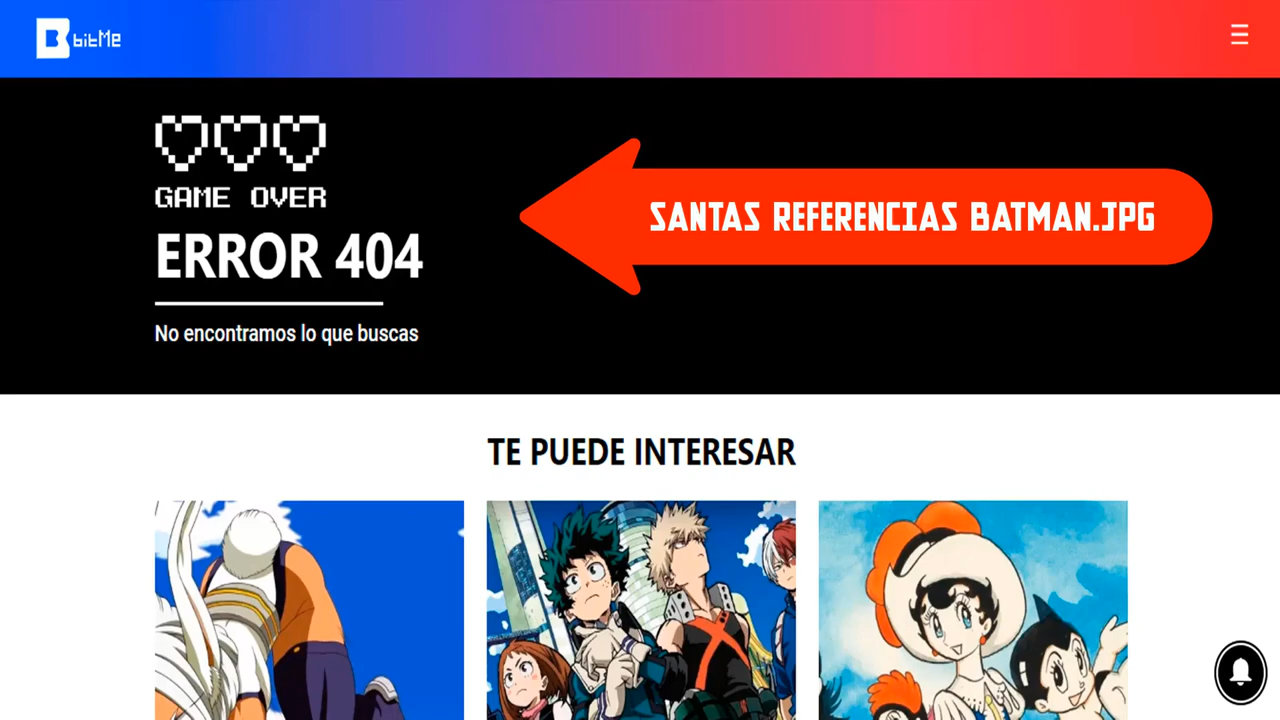 bitMe
GAME OVER
SANTAS REFERENCIAS BATMAN.JPG
ERROR 404
No encontramos lo que buscas
TE PUEDE INTERESAR